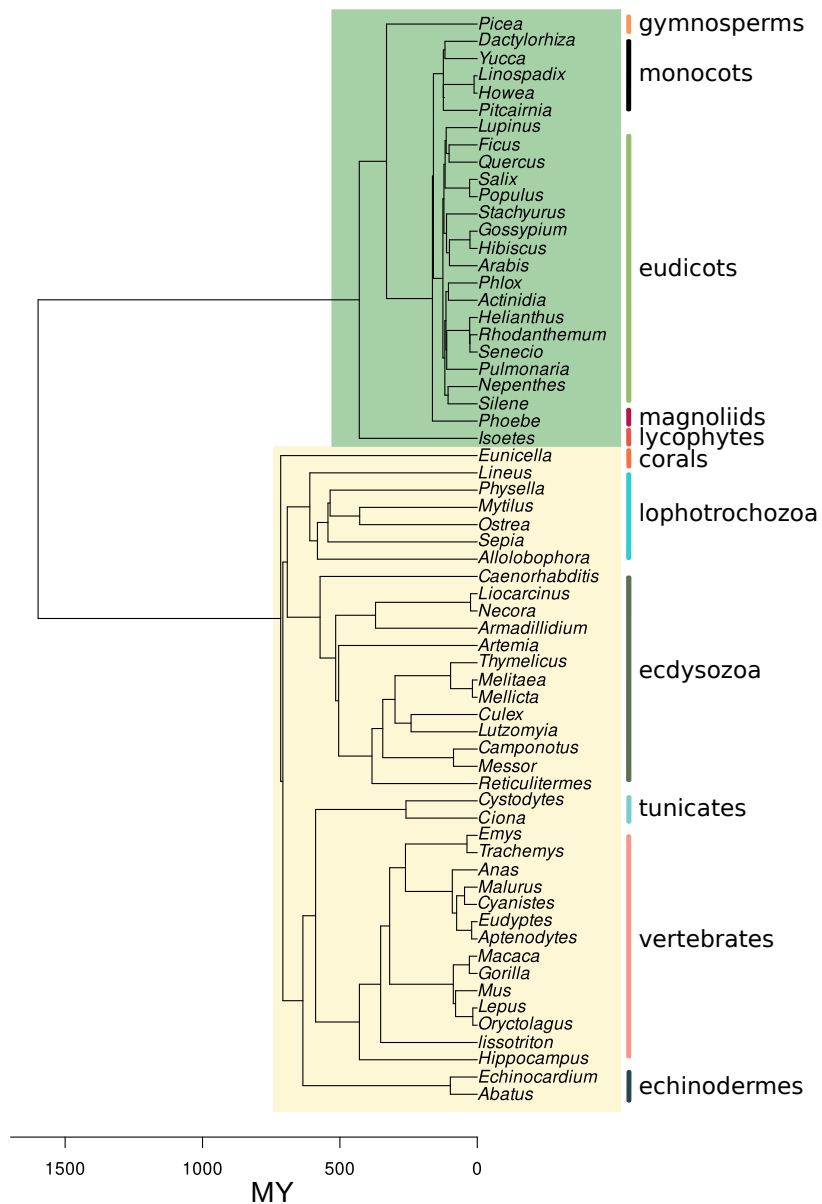 Picea
gymnosperms
Dactylorhiza
Yucca
Linospadix
monocots
Howea
Pitcairnia
Lupinus
Ficus
Quercus
Salix
Populus
Stachyurus
Gossypium
Hibiscus
Arabis
eudicots
Phlox
Actinidia
Helianthus
Rhodanthemum
Senecio
Pulmonaria
Nepenthes
Silene
Phoebe
magnoliids
Isoetes
lycophytes
Eunicella
corals
Lineus
Physella
Mytilus
lophotrochozoa
Ostrea
Sepia
Allolobophora
Caenorhabditis
Liocarcinus
Necora
Armadillidium
Artemia
Thymelicus
ecdysozoa
Melitaea
Mellicta
Culex
Lutzomyia
Camponotus
Messor
Reticulitermes
Cystodytes
tunicates
Ciona
Emys
Trachemys
Anas
Malurus
Cyanistes
Eudyptes
Aptenodytes
vertebrates
Macaca
Gorilla
Mus
Lepus
Oryctolagus
lissotriton
Hippocampus
Echinocardium
echinodermes
Abatus
1500 1000 500 0
MY